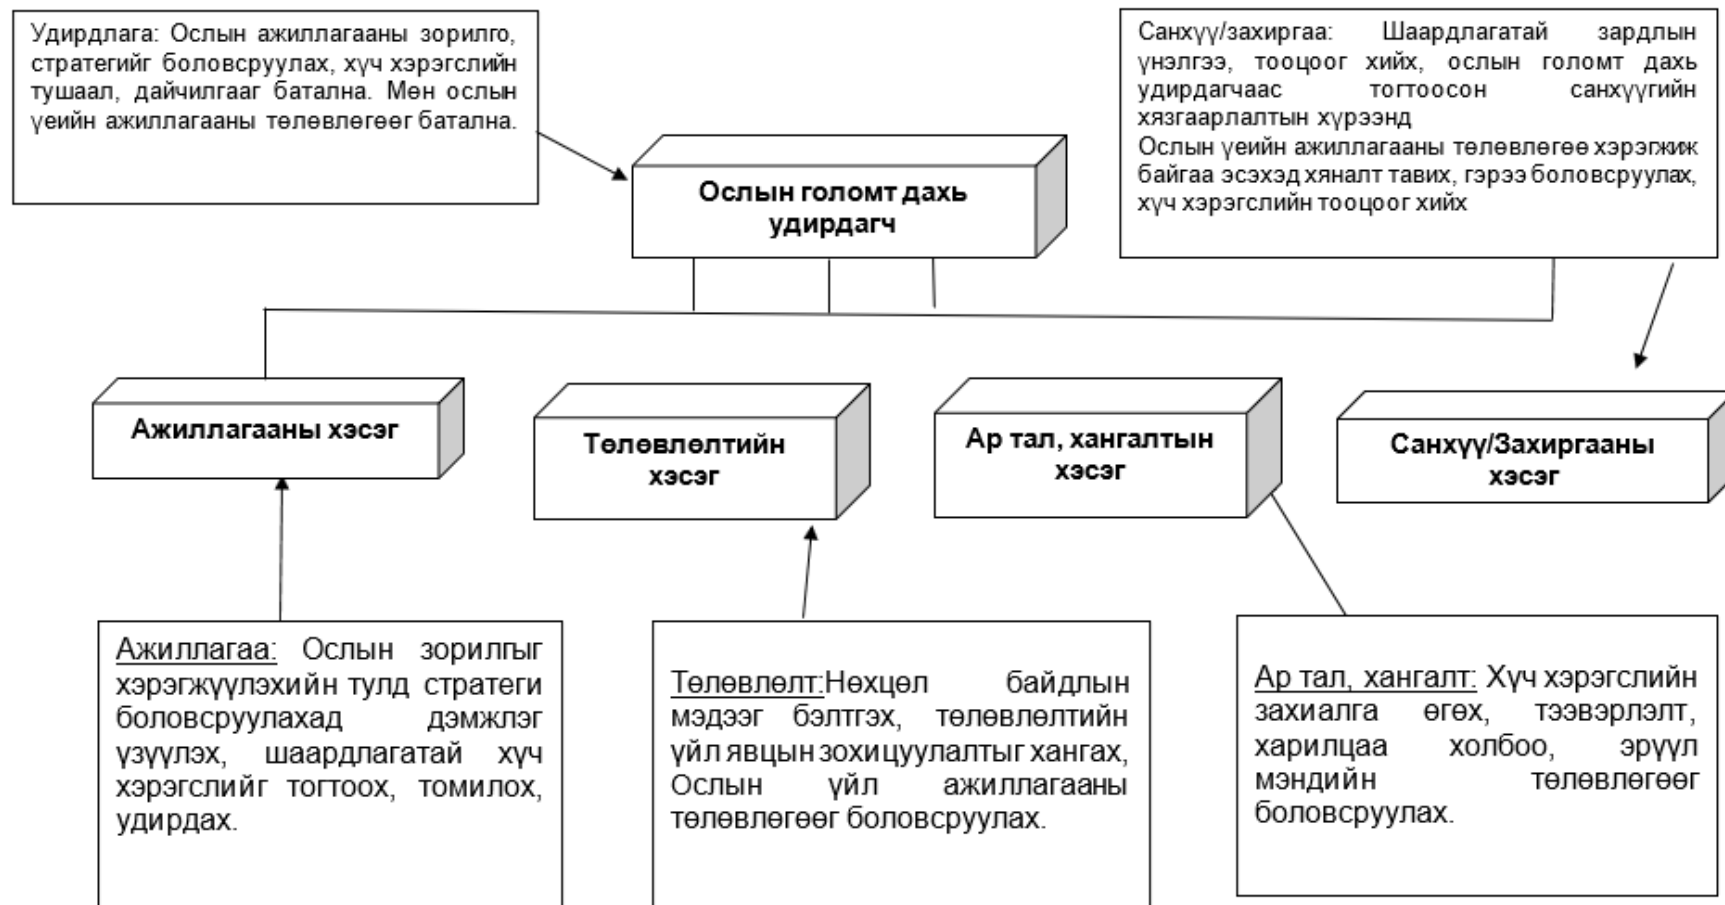 Удирдлага: Ослын ажиллагааны зорилго,
стратегийг боловсруулах, хүч хэрэгслийн
тушаал, дайчилгааг батална. Мөн ослын
үеийн ажиллагааны төлөвлөгөөг батална.
Санхүү/захиргаа: Шаардлагатай зардлын
үнэлгээ, тооцоог хийх, ослын голомт дахь
удирдагчаас тогтоосон санхүүгийн
хязгаарлалтын хүрээнд
Ослын үеийн ажиллагааны төлөвлөгөө хэрэгжиж
байгаа эсэхэд хяналт тавих, гэрээ боловсруулах,
хүч хэрэгслийн тооцоог хийх
Ослын голомт дахь
удирдагч
Ажиллагааны хэсэг
Төлөвлөлтийн
хэсэг
Ар тал, хангалтын
хэсэг
Санхүү/Захиргааны
хэсэг
Ажиллагаа: Ослын зорилгыг
хэрэгжүүлэхийн тулд стратеги
боловсруулахад дэмжлэг
үзүүлэх, шаардлагатай хүч
хэрэгслийг тогтоох, томилох,
удирдах.
Төлөвлөлт:Нөхцөл байдлын
мэдээг бэлтгэх, төлөвлөлтийн
үйл явцын зохицуулалтыг хангах,
Ослын үйл ажиллагааны
төлөвлөгөөг боловсруулах.
Ар тал, хангалт: Хүч хэрэгслийн
захиалга өгөх, тээвэрлэлт,
харилцаа холбоо, эрүүл
мэндийн төлөвлөгөөг
боловсруулах.